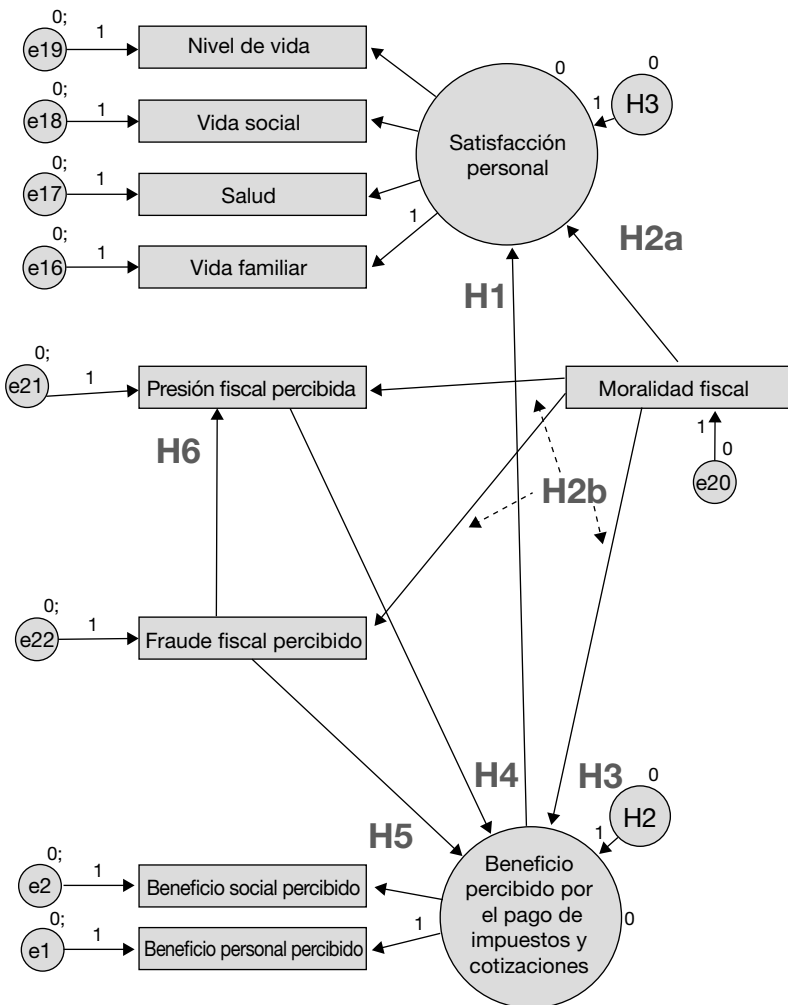 0;
e19
1
Nivel de vida
0;
e18
1
Vida social
0;
e17
1
Salud
0;
e16
1
Vida familiar
0
Satisfacción
personal
1
0
H3
1
H2a
H1
0;
e21
1
Presión fiscal percibida
Moralidad fiscal
H6
1
0
e20
H2b
0;
e22
1
Fraude fiscal percibido
H4
H3
H5
0
H2
1
Beneficio
percibido por
el pago de
impuestos y
cotizaciones
0
0;
e2
1
Beneficio social percibido
0;
e1
1
Beneficio personal percibido
1